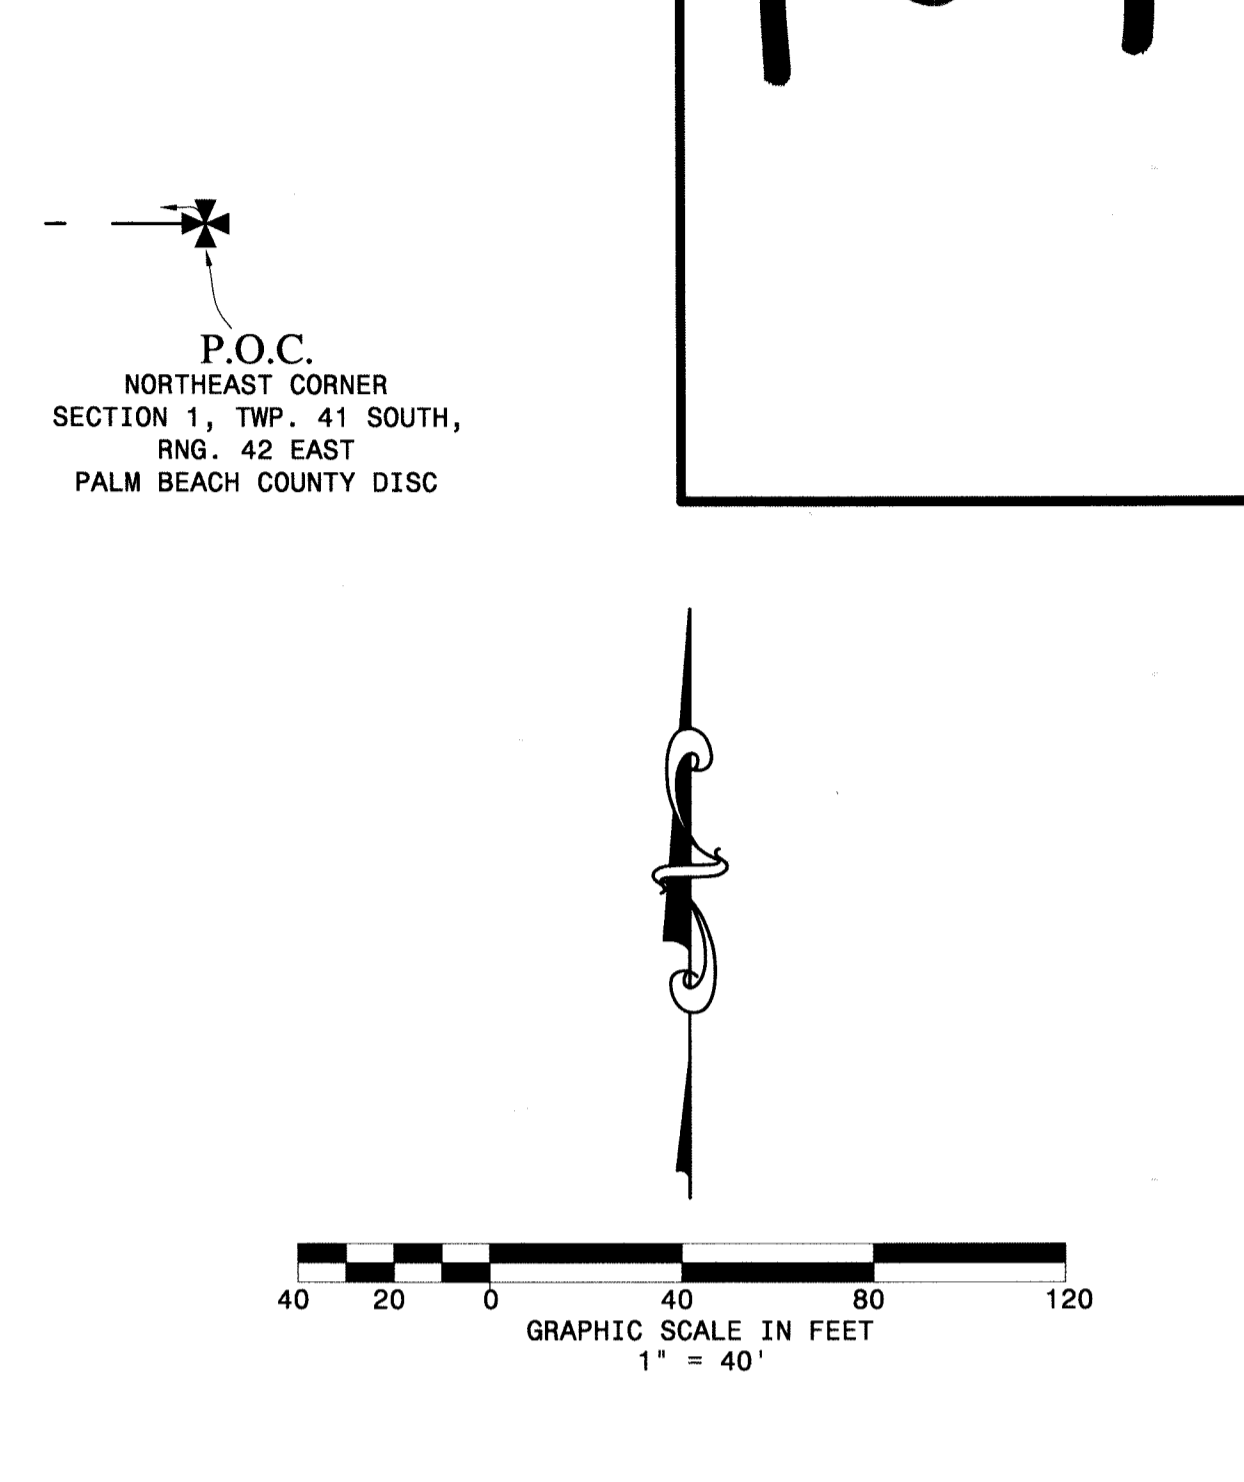 P.O.C.
NORTHEAST CORNER
SECTION 1, TWP. 41 SOUTH,
RNG. 42 EAST
PALM BEACH COUNTY DISC
40 20 0 40 80 120
GRAPHIC SCALE IN FEET
1" = 40'